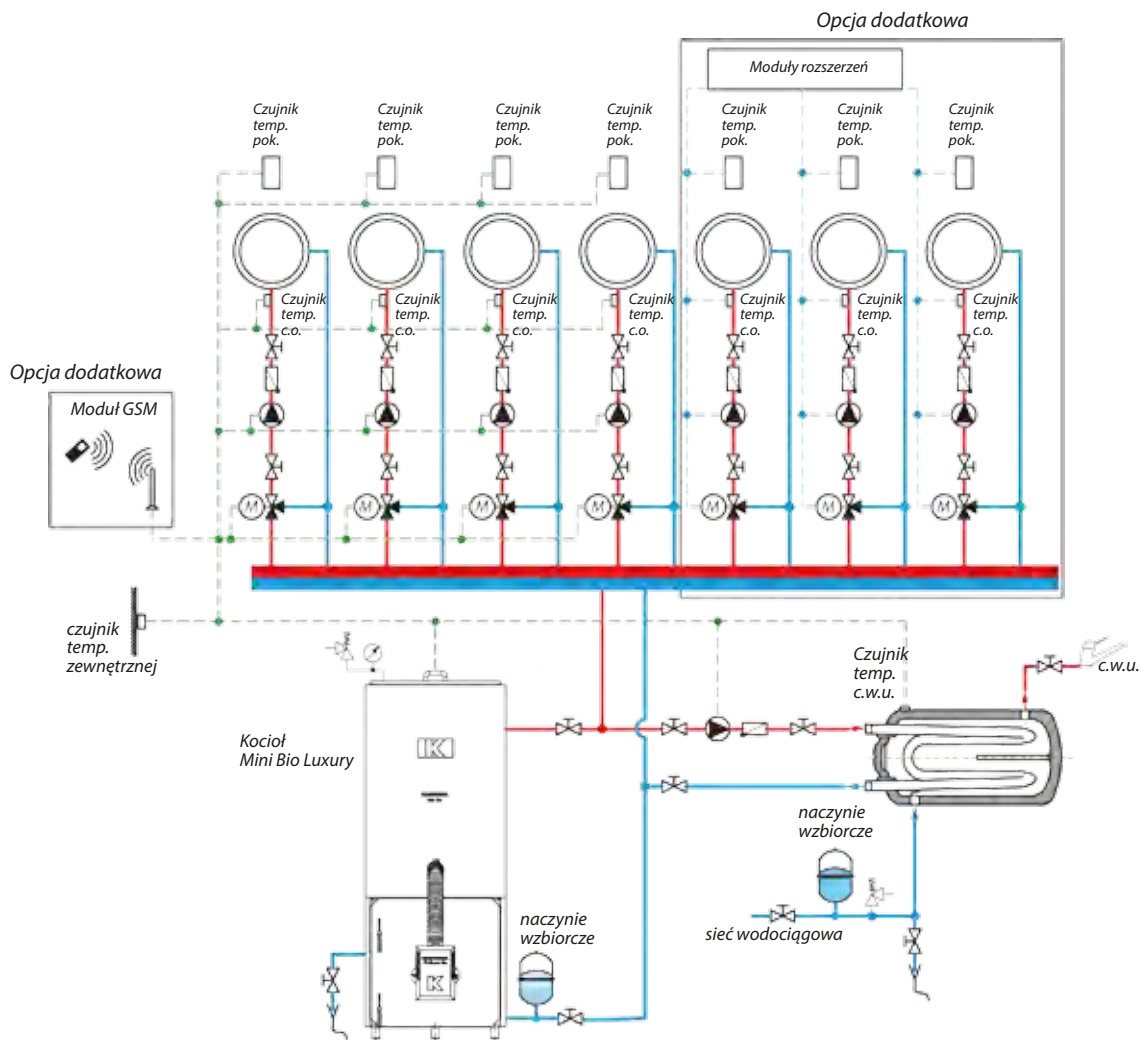 Opcja dodatkowa
Moduły rozszerzeń
Czujnik
temp.
pok.
Czujnik
temp.
pok.
Czujnik
temp.
pok.
Czujnik
temp.
pok.
Czujnik
temp.
pok.
Czujnik
temp.
pok.
Czujnik
temp.
pok.
Czujnik
temp.
c.o.
Czujnik
temp.
c.o.
Czujnik
temp.
c.o.
Czujnik
temp.
c.o.
Czujnik
temp.
c.o.
Czujnik
temp.
c.o.
Czujnik
temp.
c.o.
Opcja dodatkowa
Moduł GSM
M
M
M
M
M
M
M
czujnik
temp.
zewnętrznej
Czujnik
temp.
c.w.u.
c.w.u.
Kocioł
Mini Bio Luxury
K
naczynie
wzbiorcze
sieć wodociągowa
naczynie
wzbiorcze
K